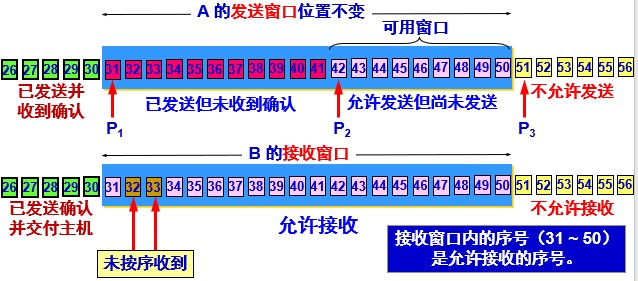 A 的发送窗口位置不变
可用窗口
26 27 28 29 30 31 32 33 34 35 36 37 38 39 40 41 42 43 44 45 46 47 48 49 50 51 52 53 54 55 56
已发送并
收到确认
已发送但未收到确认
允许发送但尚未发送
不允许发送
P1
P2
P3
B 的接收窗口
26 27 28 29 30 31 32 33 34 35 36 37 38 39 40 41 42 43 44 45 46 47 48 49 50 51 52 53 54 55 56
已发送确认
并交付主机
允许接收
不允许接收
未按序收到
接收窗口内的序号（31 ~ 50）
是允许接收的序号。